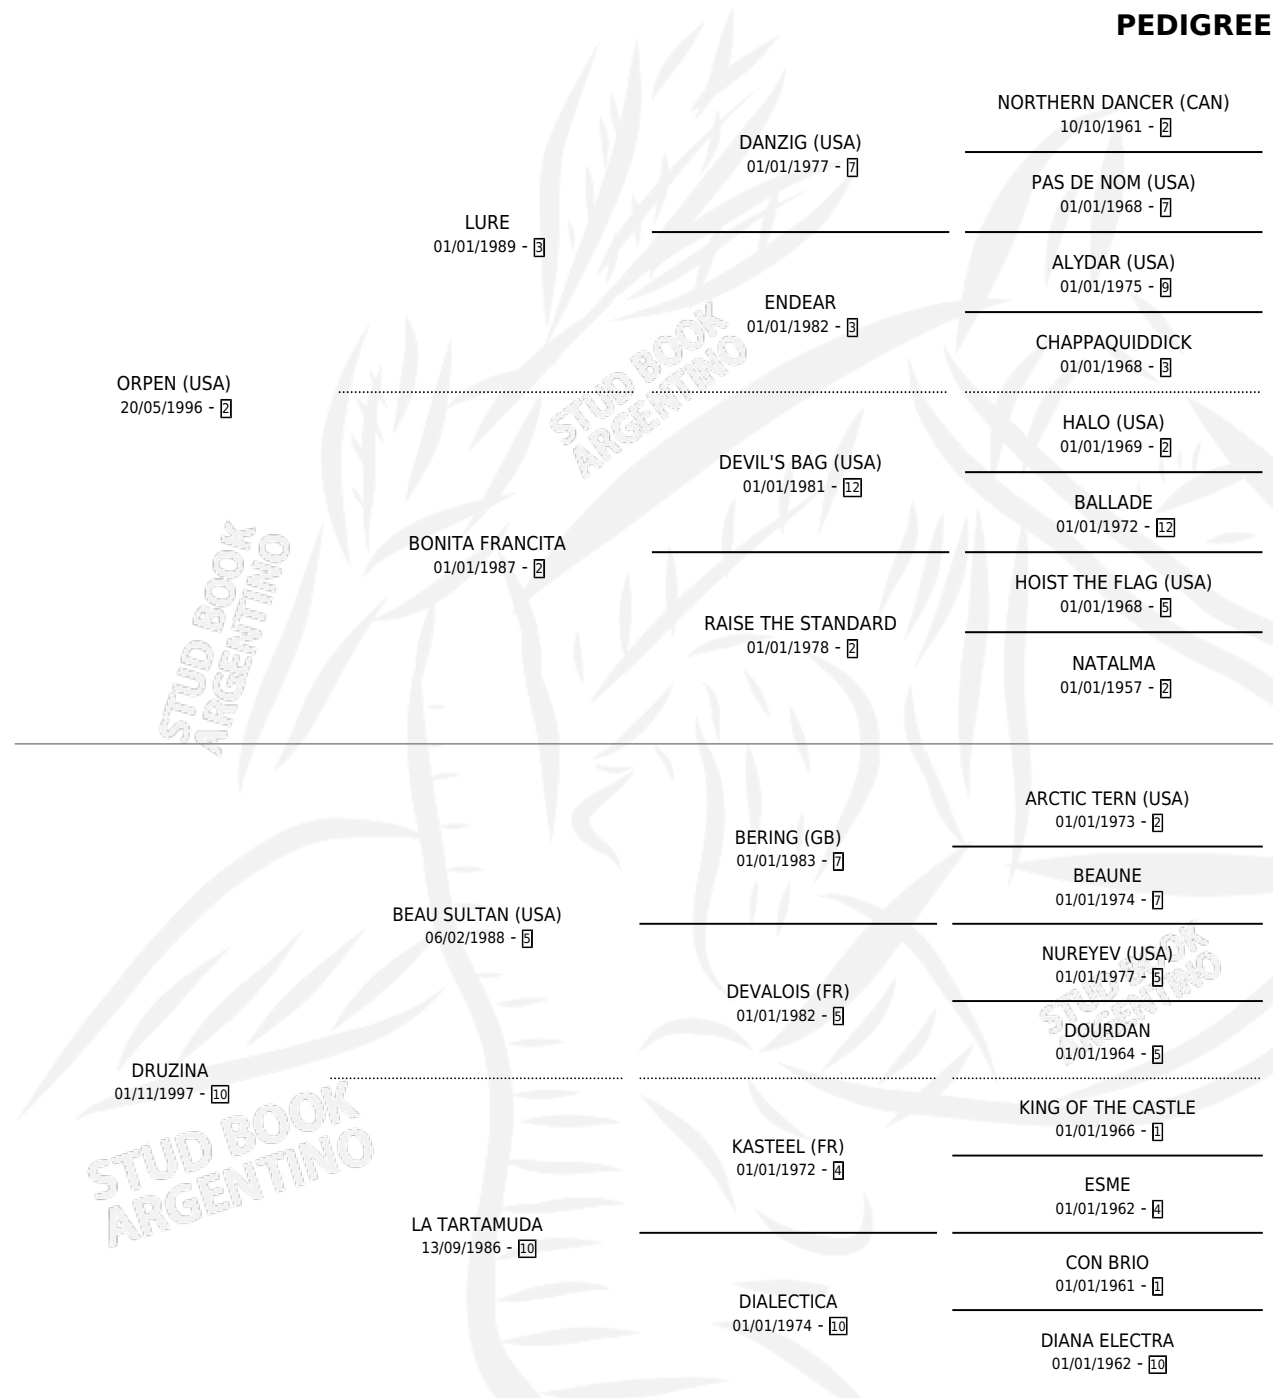 PEDIGREE
NORTHERN DANCER (CAN)
10/10/1961 - 2
DANZIG (USA)
01/01/1977 - 7
PAS DE NOM (USA)
01/01/1968 - 7
LURE
01/01/1989 - 3
ALYDAR (USA)
01/01/1975 - 9
ENDEAR
01/01/1982 - 3
CHAPPAQUIDDICK
01/01/1968 - 3
ORPEN (USA)
20/05/1996 - 2
HALO (USA)
01/01/1969 - 2
DEVIL'S BAG (USA)
01/01/1981 - 12
BALLADE
01/01/1972 - 12
BONITA FRANCITA
01/01/1987 - 2
HOIST THE FLAG (USA)
01/01/1968 - 5
RAISE THE STANDARD
01/01/1978 - 2
NATALMA
01/01/1957 - 2
ARCTIC TERN (USA)
01/01/1973 - 2
BERING (GB)
01/01/1983 - 7
BEAUNE
01/01/1974 - 7
BEAU SULTAN (USA)
06/02/1988 - 5
NUREYEV (USA)
01/01/1977 - 5
DEVALOIS (FR)
01/01/1982 - 5
DOURDAN
01/01/1964 - 5
DRUZINA
01/11/1997 - 10
KING OF THE CASTLE
01/01/1966 - 1
KASTEEL (FR)
01/01/1972 - 4
ESME
01/01/1962 - 4
LA TARTAMUDA
13/09/1986 - 10
CON BRIO
01/01/1961 - 1
DIALECTICA
01/01/1974 - 10
DIANA ELECTRA
01/01/1962 - 10
STUD BOOK
ARGENTINO
STUD BOOK
ARGENTINO
STUD BOOK
ARGENTINO
STUD BOOK
ARGENTINO